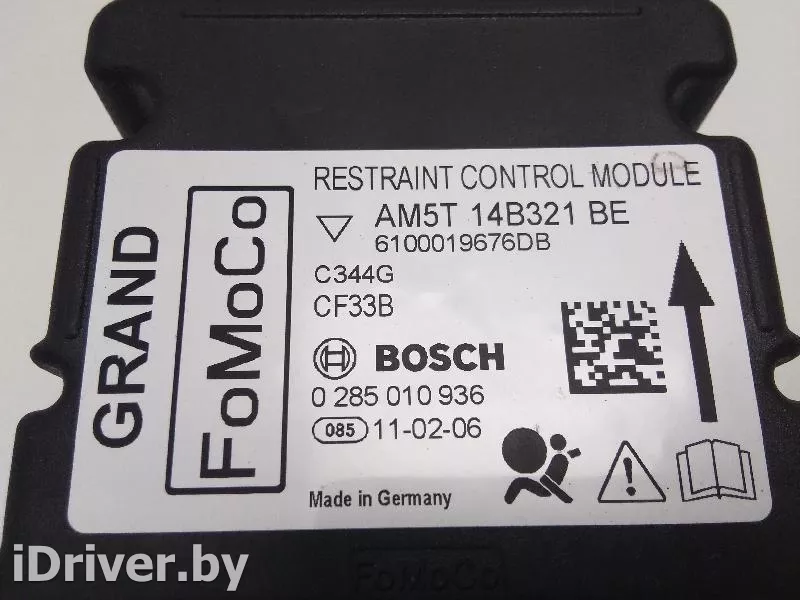 GRAND
FoMoCo
RESTRAINT CONTROL MODULE
AM5T 14B321 BE
6100019676DB
C344G
CF33B
BOSCH
0 285 010 936
085 11-02-06
Made in Germany
FoMoCo
iDriver.by